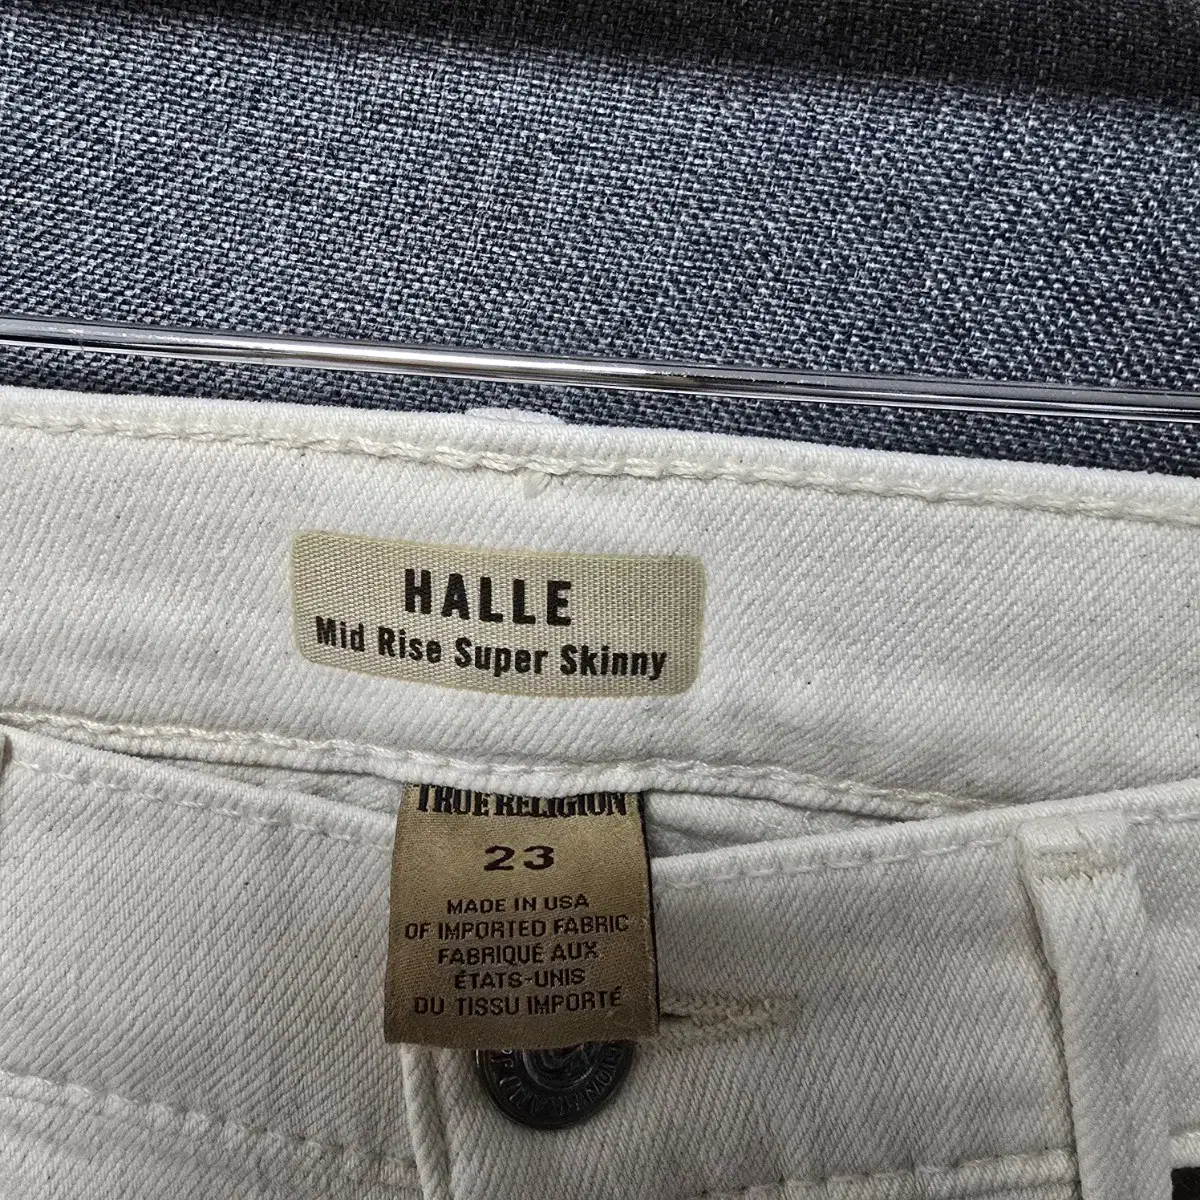 HALLE
Mid Rise Super Skinny
TRUE RELIGION
23
MADE IN USA
OF IMPORTED FABRIC
FABRIQUÉ AUX
ÉTATS-UNIS
DU TISSU IMPORTÉ